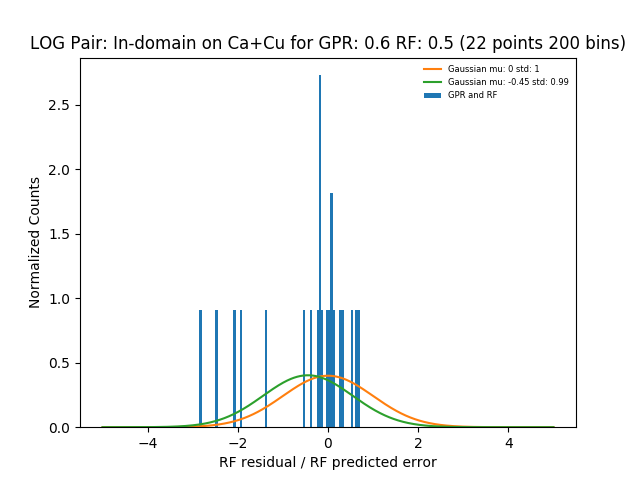 LOG Pair: In-domain on Ca+Cu for GPR: 0.6 RF: 0.5 (22 points 200 bins)
Gaussian mu: 0 std: 1
Gaussian mu: -0.45 std: 0.99
GPR and RF
Normalized Counts
2.5
2.0
1.5
1.0
0.5
0.0
−4
−2
0
2
4
RF residual / RF predicted error